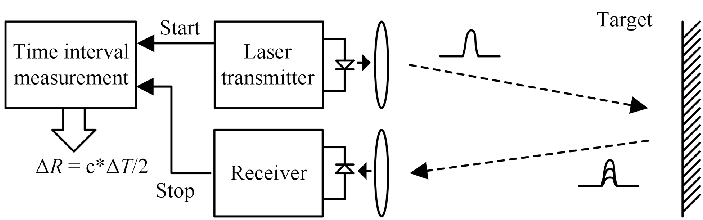 Target
Start
Time interval
measurement
Laser
transmitter
ΔR = c*ΔT/2
Stop
Receiver